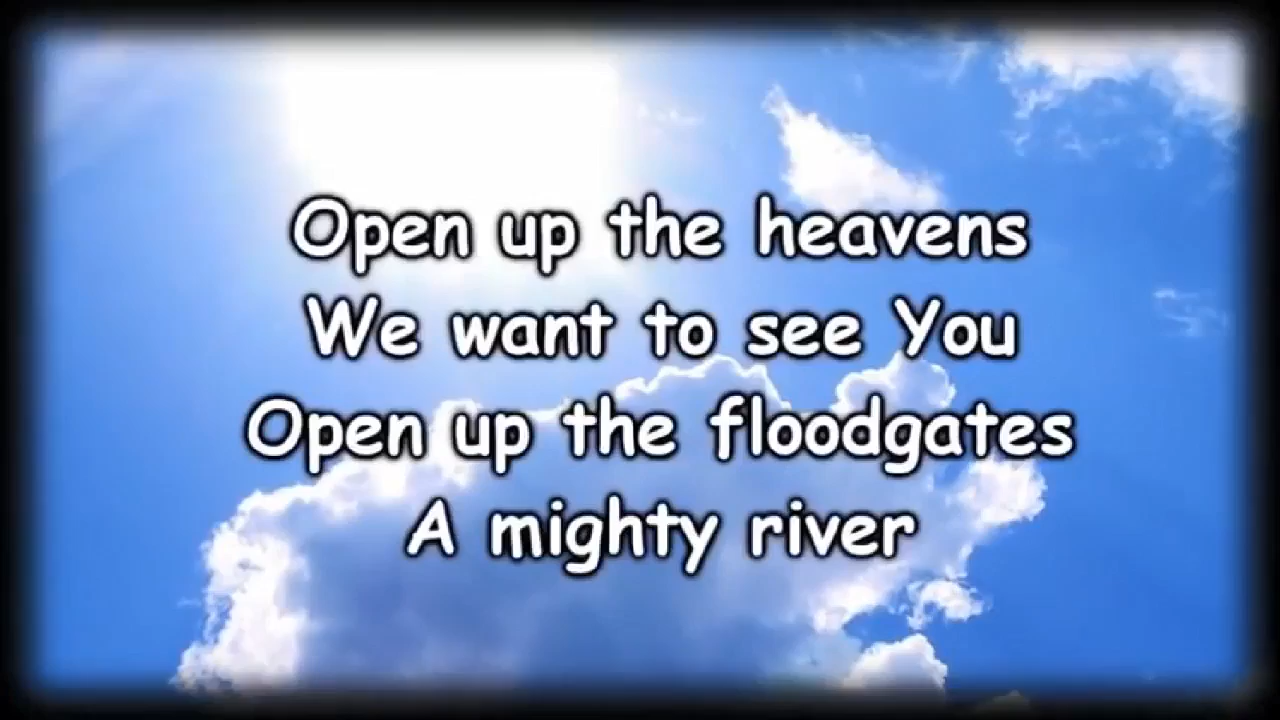 Open up the heavens
We want to see You
Open up the floodgates
A mighty river